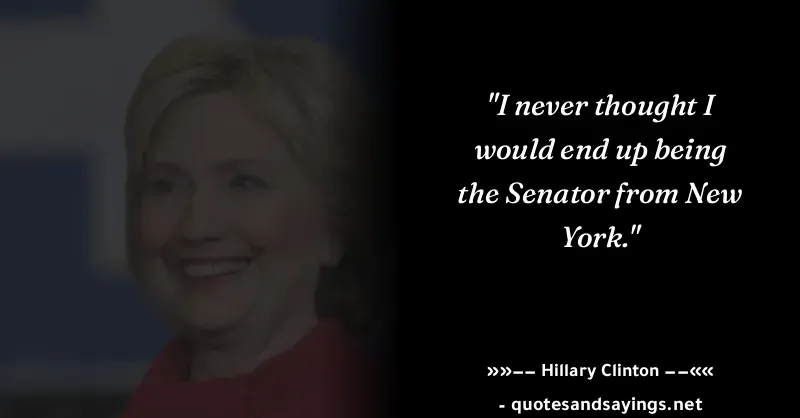 "I never thought I
would end up being
the Senator from New
York."
»»−− Hillary Clinton −−««
- quotesandsayings.net